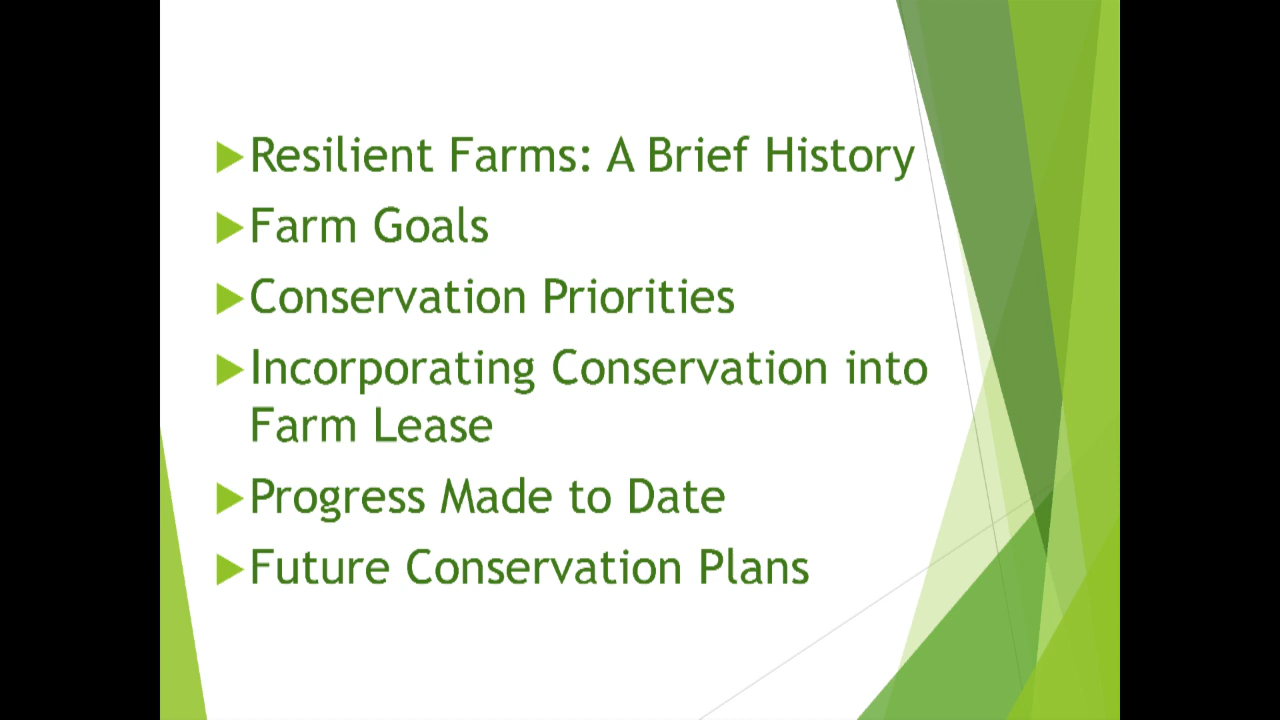 Resilient Farms: A Brief History
Farm Goals
Conservation Priorities
Incorporating Conservation into
Farm Lease
Progress Made to Date
Future Conservation Plans